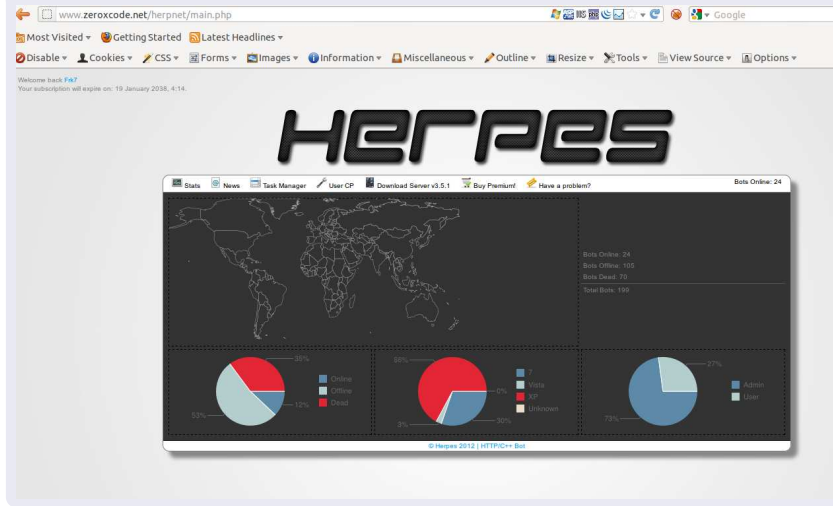 www.zeroxcode.net/herpnet/main.php
Google
Most Visited Getting Started Latest Headlines
Disable Cookies CSS Forms Images Information Miscellaneous Outline Resize Tools View Source Options
Welcome back Frk7
Your subscription will expire on: 19 January 2038, 4:14.
HERPES
Stats News Task Manager User CP Download Server v3.5.1 Buy Premium! Have a problem?
Bots Online: 24
Bots Online: 24
Bots Offline: 105
Bots Dead: 70
Total Bots: 190
35%
12%
53%
Online
Offline
Dead
0%
30%
3%
7
Vista
XP
Unknown
27%
73%
Admin
User
© Herpes 2012 | HTTP/C++ Bot